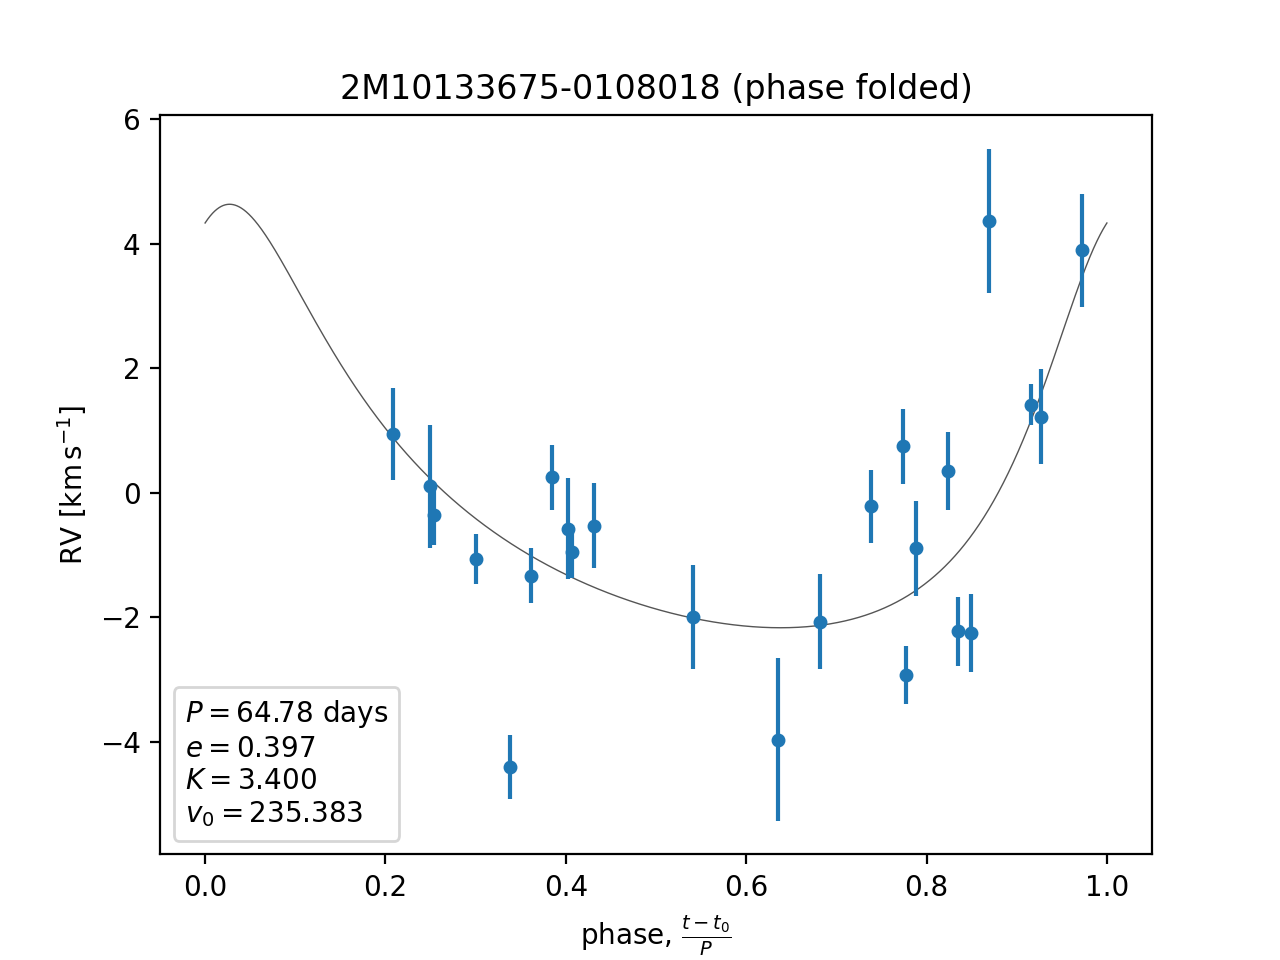 2M10133675-0108018 (phase folded)
6
4
2
0
−2
−4
RV [km s⁻¹]
P = 64.78 days
e = 0.397
K = 3.400
v₀ = 235.383
0.0 0.2 0.4 0.6 0.8 1.0
phase, (t − t₀)/P